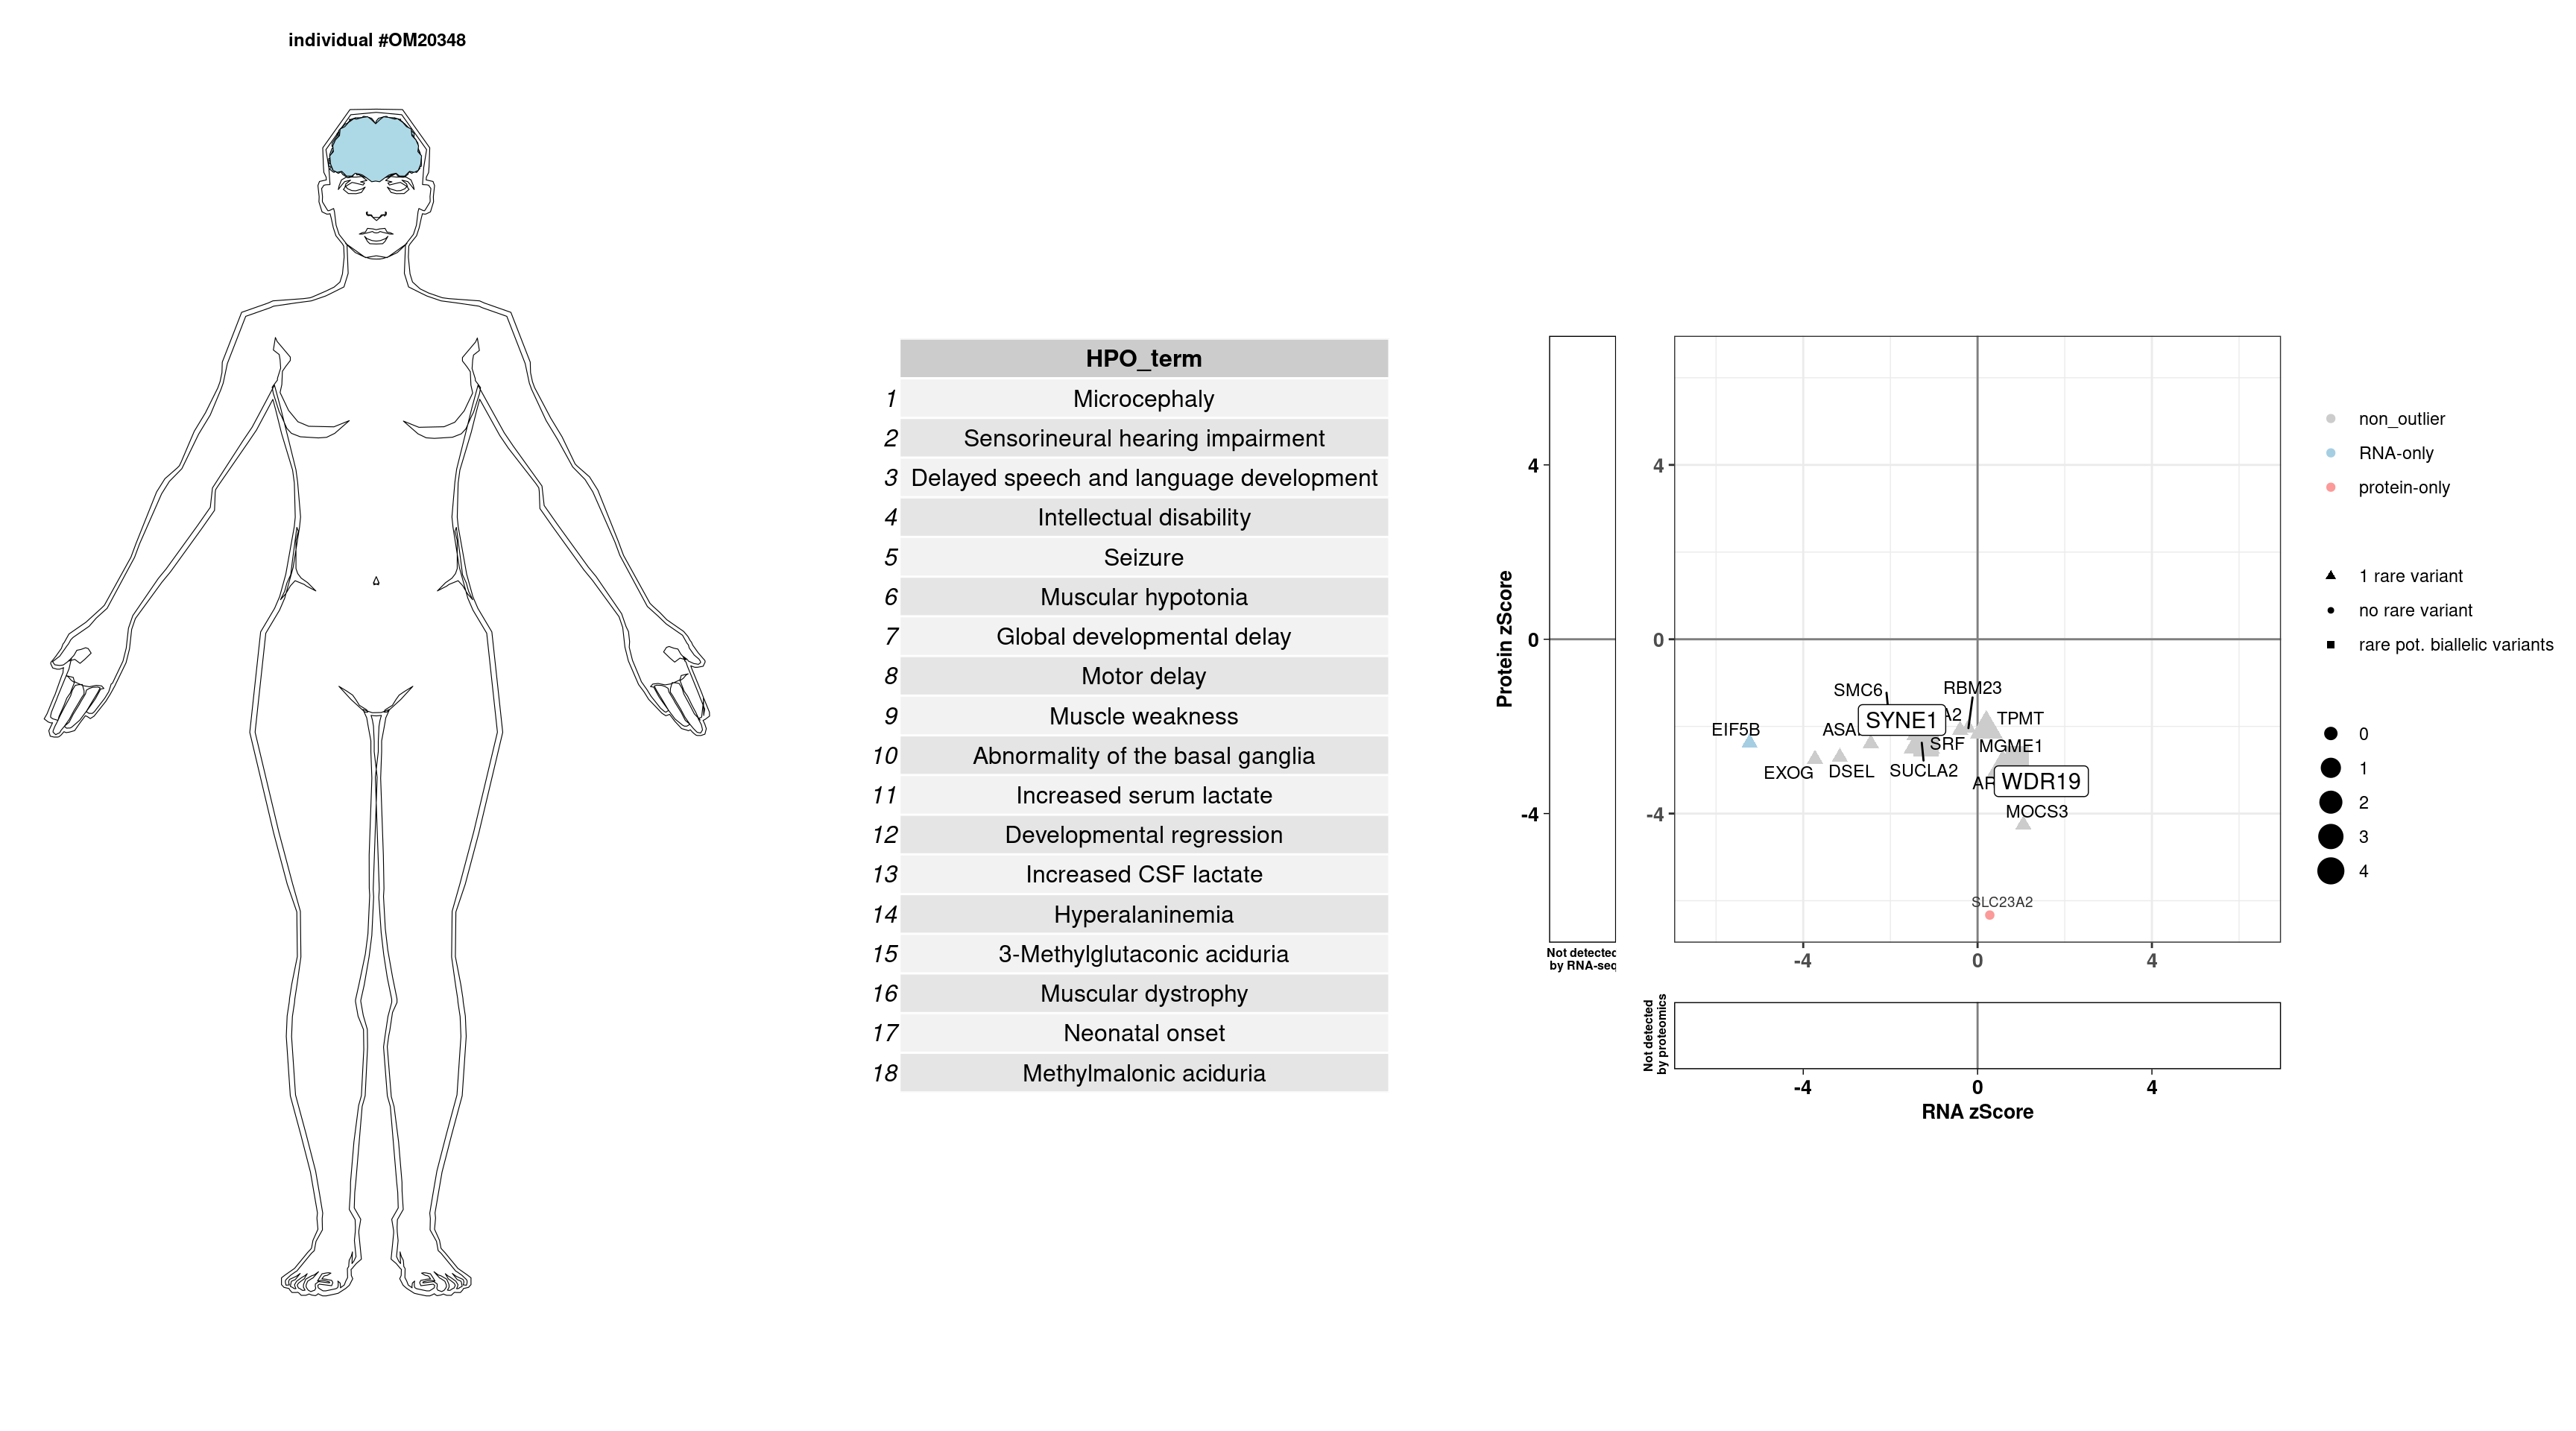 individual #OM20348
HPO_term
1 Microcephaly
2 Sensorineural hearing impairment
3 Delayed speech and language development
4 Intellectual disability
5 Seizure
6 Muscular hypotonia
7 Global developmental delay
8 Motor delay
9 Muscle weakness
10 Abnormality of the basal ganglia
11 Increased serum lactate
12 Developmental regression
13 Increased CSF lactate
14 Hyperalaninemia
15 3-Methylglutaconic aciduria
16 Muscular dystrophy
17 Neonatal onset
18 Methylmalonic aciduria
Protein zScore
4
0
-4
Not detected
by RNA-seq
4
0
-4
SMC6
RBM23
SYNE1
A2
TPMT
EIF5B
ASA
SRF
MGME1
EXOG
DSEL
SUCLA2
AR
WDR19
MOCS3
SLC23A2
-4
0
4
Not detected
by proteomics
-4
0
4
RNA zScore
non_outlier
RNA-only
protein-only
1 rare variant
no rare variant
rare pot. biallelic variants
0
1
2
3
4